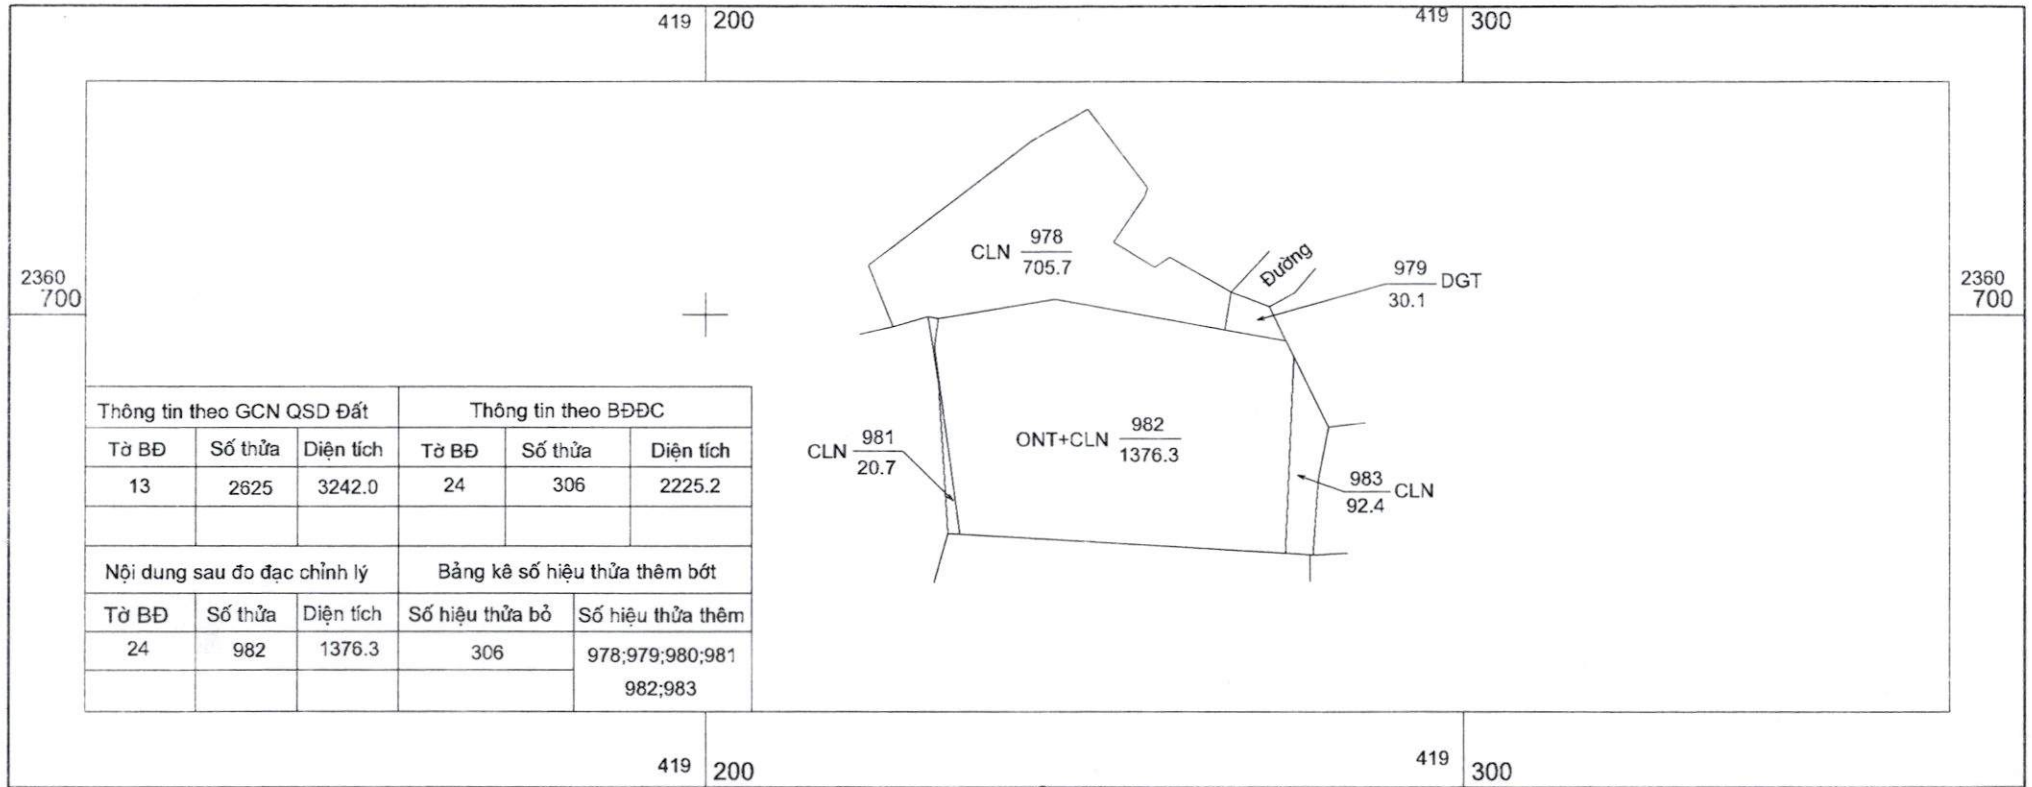 419 200
419 300
CLN 978
705.7
Đường
979 DGT
30.1
2360
700
2360
700
Thông tin theo GCN QSD Đất Thông tin theo BĐĐC
Tờ BĐ Số thửa Diện tích Tờ BĐ Số thửa Diện tích
13 2625 3242.0 24 306 2225.2
CLN 981
20.7
ONT+CLN 982
1376.3
983 CLN
92.4
Nội dung sau đo đạc chỉnh lý Bảng kê số hiệu thửa thêm bớt
Tờ BĐ Số thửa Diện tích Số hiệu thửa bỏ Số hiệu thửa thêm
24 982 1376.3 306 978;979;980;981
982;983
419 200
419 300